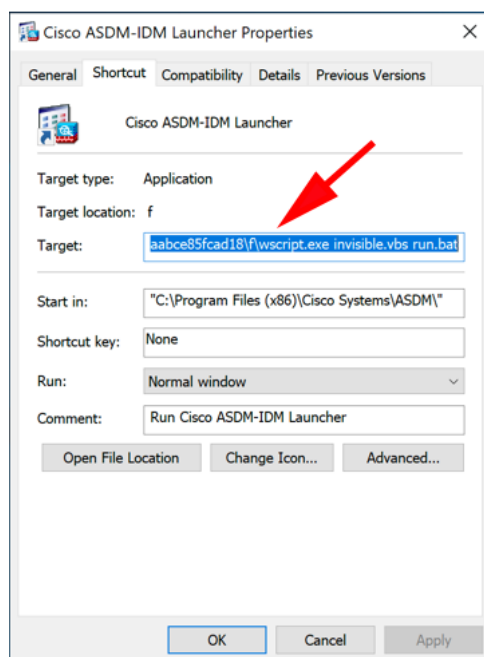 Cisco ASDM-IDM Launcher Properties
General Shortcut Compatibility Details Previous Versions
Cisco ASDM-IDM Launcher
Target type: Application
Target location: f
Target: aabce85fcad18\f\wscript.exe invisible.vbs run.bat
Start in: "C:\Program Files (x86)\Cisco Systems\ASDM\"
Shortcut key: None
Run: Normal window
Comment: Run Cisco ASDM-IDM Launcher
Open File Location Change Icon... Advanced...
OK Cancel Apply